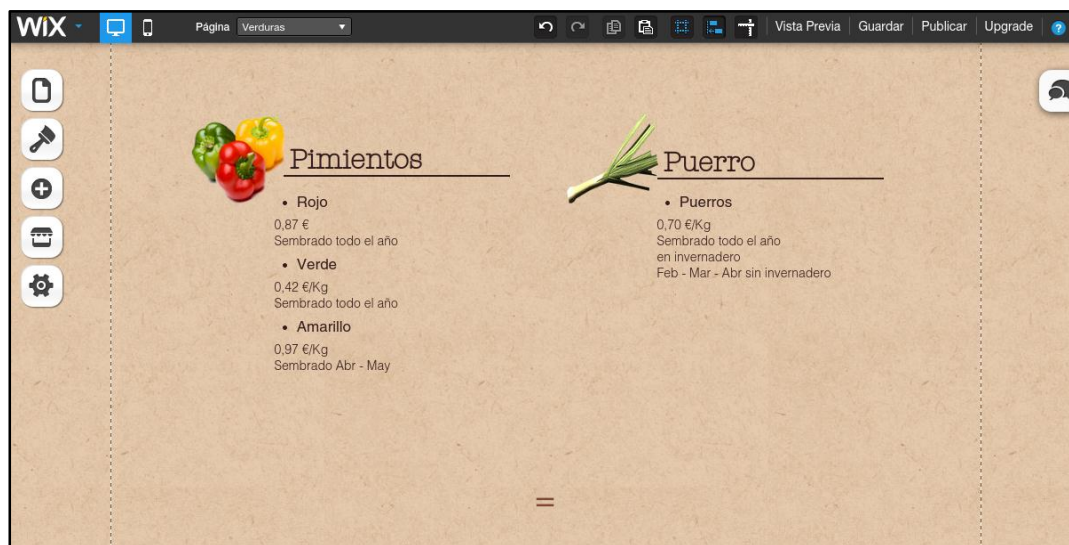 WiX
Página
Verduras
Vista Previa
Guardar
Publicar
Upgrade
?
Pimientos
• Rojo
0,87 €
Sembrado todo el año
• Verde
0,42 €/Kg
Sembrado todo el año
• Amarillo
0,97 €/Kg
Sembrado Abr - May
Puerro
• Puerros
0,70 €/Kg
Sembrado todo el año
en invernadero
Feb - Mar - Abr sin invernadero